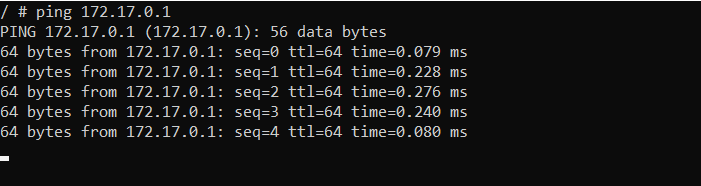 / # ping 172.17.0.1
PING 172.17.0.1 (172.17.0.1): 56 data bytes
64 bytes from 172.17.0.1: seq=0 ttl=64 time=0.079 ms
64 bytes from 172.17.0.1: seq=1 ttl=64 time=0.228 ms
64 bytes from 172.17.0.1: seq=2 ttl=64 time=0.276 ms
64 bytes from 172.17.0.1: seq=3 ttl=64 time=0.240 ms
64 bytes from 172.17.0.1: seq=4 ttl=64 time=0.080 ms